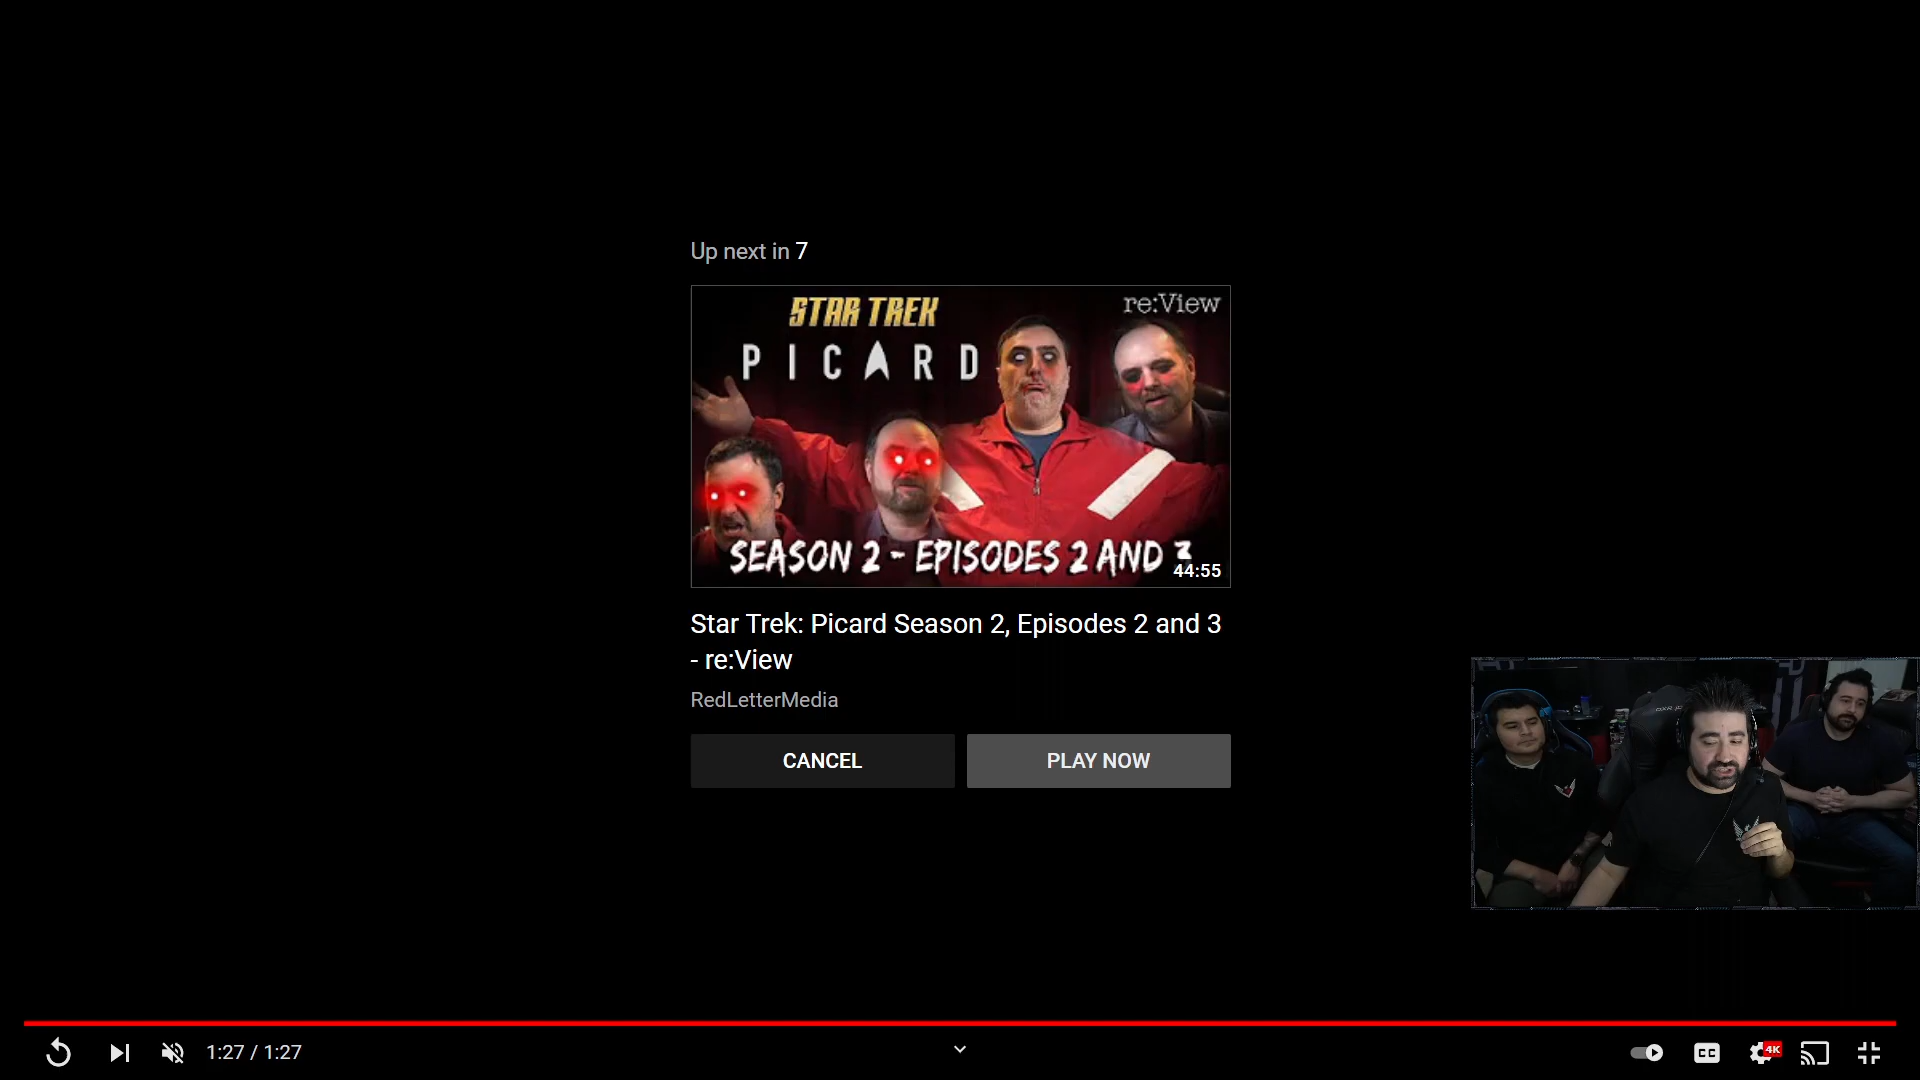 Up next in 7
STAR TREK
re:View
PICARD
SEASON 2 - EPISODES 2 AND 3
44:55
Star Trek: Picard Season 2, Episodes 2 and 3
- re:View
RedLetterMedia
CANCEL
PLAY NOW
1:27 / 1:27
CC
4K